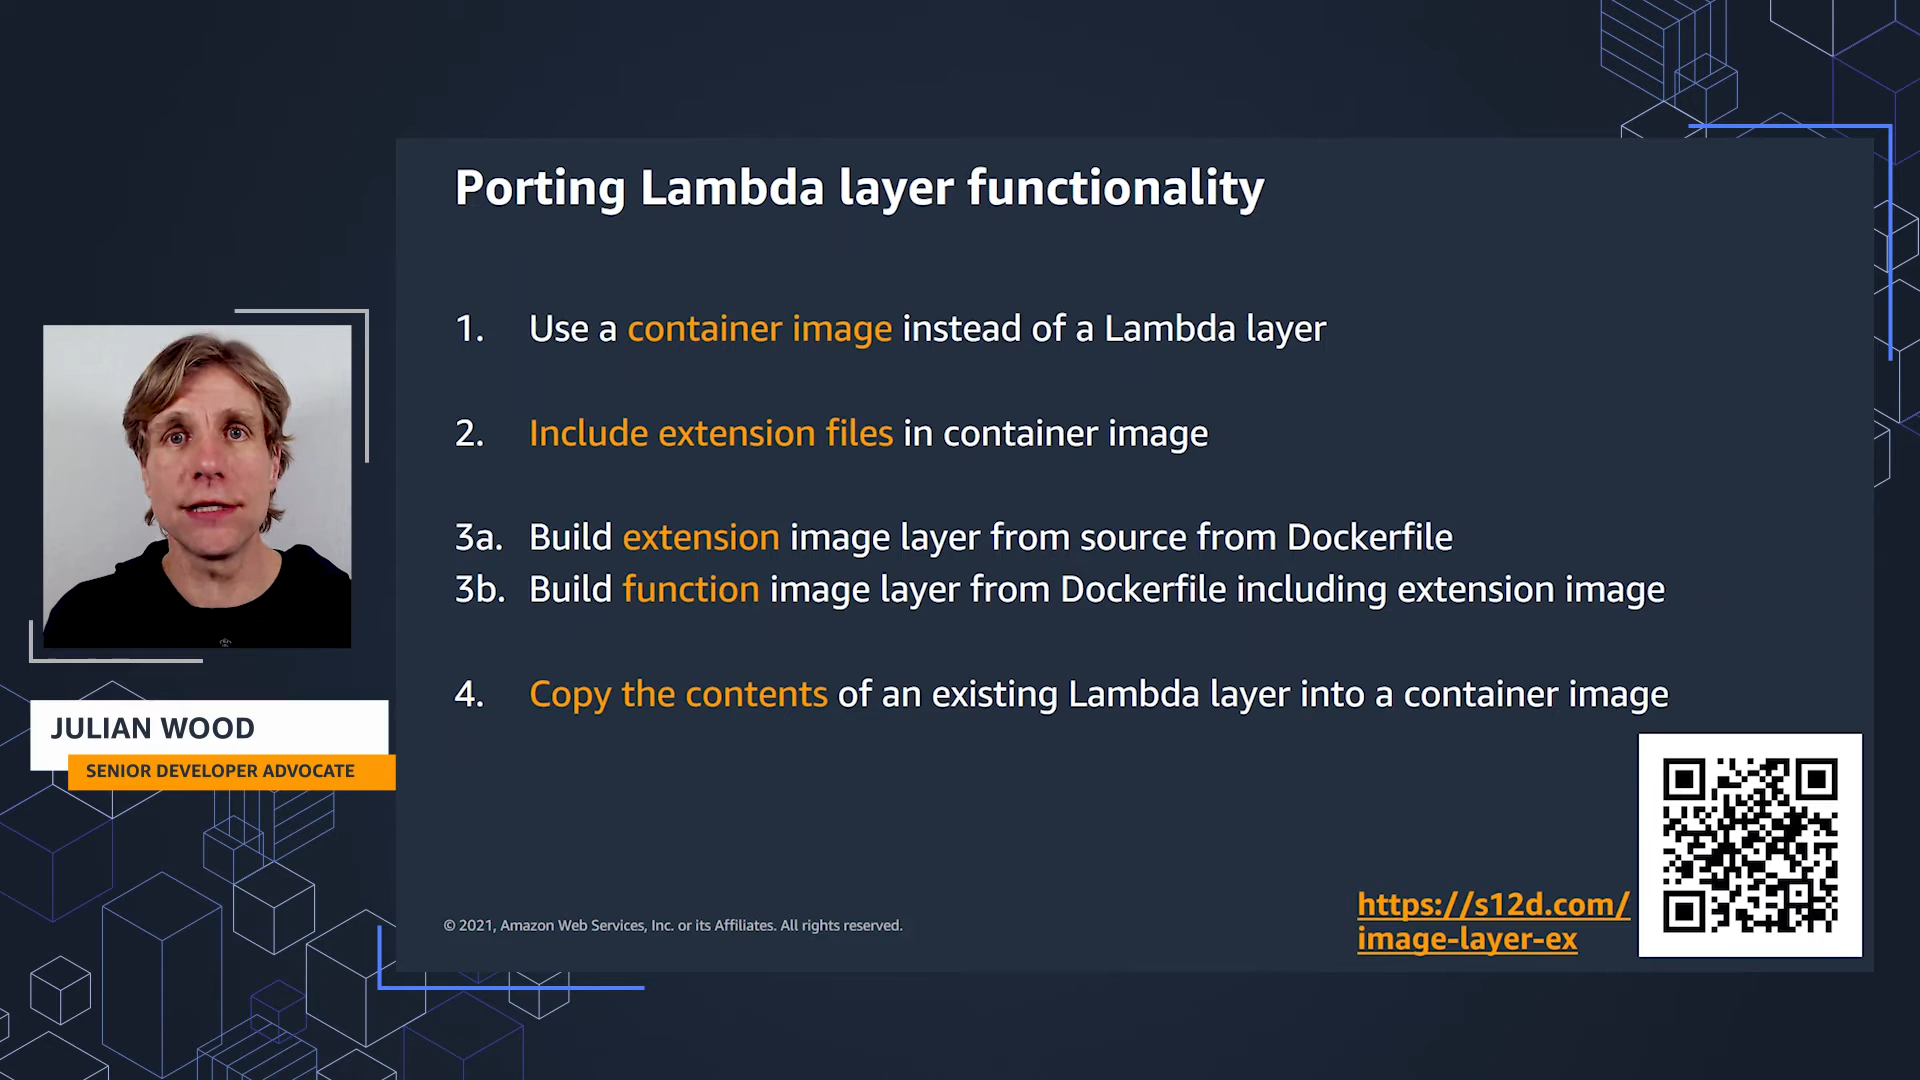 Porting Lambda layer functionality
1. Use a container image instead of a Lambda layer
2. Include extension files in container image
3a. Build extension image layer from source from Dockerfile
3b. Build function image layer from Dockerfile including extension image
4. Copy the contents of an existing Lambda layer into a container image
JULIAN WOOD
SENIOR DEVELOPER ADVOCATE
© 2021, Amazon Web Services, Inc. or its Affiliates. All rights reserved.
https://s12d.com/
image-layer-ex